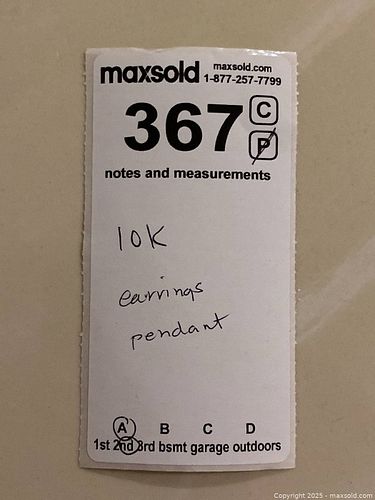 maxsold maxsold.com
1-877-257-7799
367 C
P
notes and measurements
10K
earrings
pendant
A B C D
1st 2nd 3rd bsmt garage outdoors
Copyright 2025 - maxsold.com